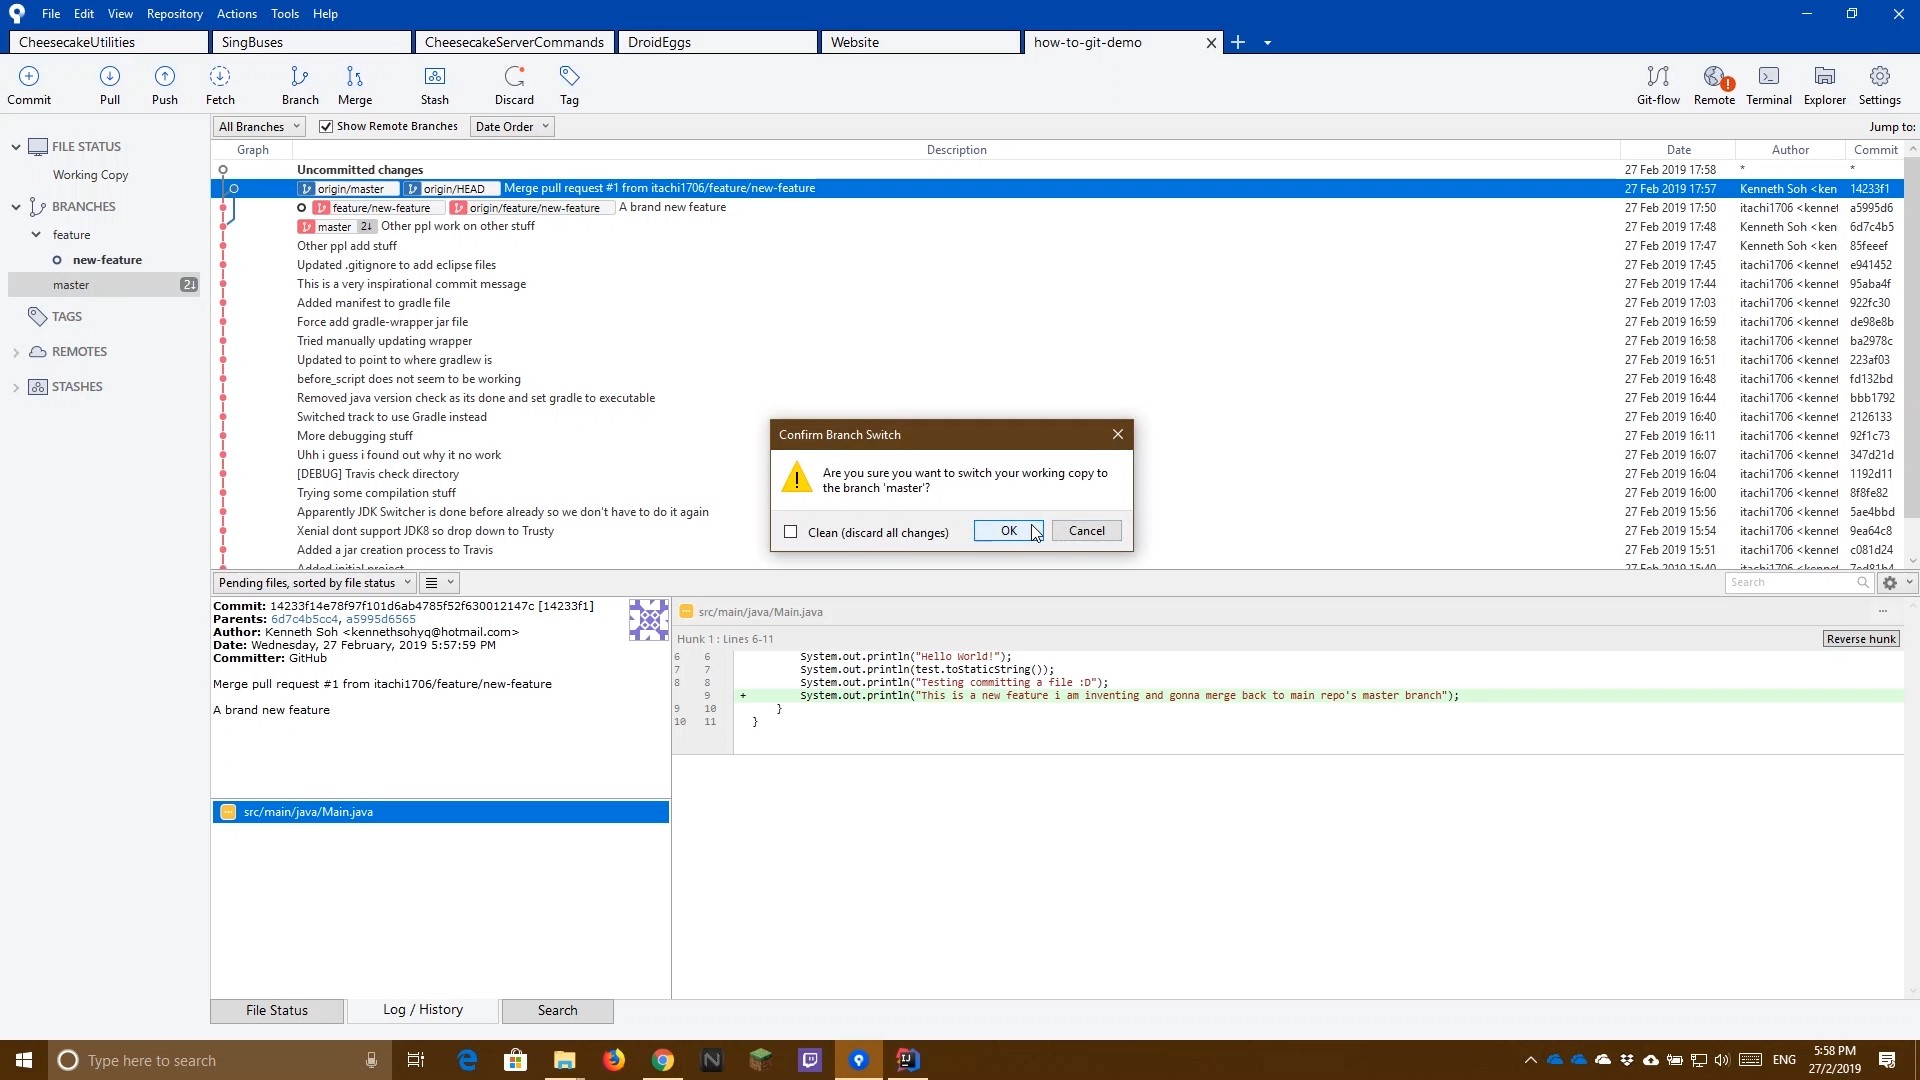 File Edit View Repository Actions Tools Help
CheesecakeUtilities SingBuses CheesecakeServerCommands DroidEggs Website how-to-git-demo
Commit Pull Push Fetch Branch Merge Stash Discard Tag Git-flow Remote Terminal Explorer Settings
All Branches Show Remote Branches Date Order Jump to:
Graph Description Date Author Commit
FILE STATUS
Working Copy
BRANCHES
feature
new-feature
master 2↓
TAGS
REMOTES
STASHES
Uncommitted changes 27 Feb 2019 17:58 * *
origin/master origin/HEAD Merge pull request #1 from itachi1706/feature/new-feature 27 Feb 2019 17:57 Kenneth Soh <ken 14233f1
feature/new-feature origin/feature/new-feature A brand new feature 27 Feb 2019 17:50 itachi1706 <kennet a5995d6
master 2↓ Other ppl work on other stuff 27 Feb 2019 17:48 Kenneth Soh <ken 6d7c4b5
Other ppl add stuff 27 Feb 2019 17:47 Kenneth Soh <ken 85feeef
Updated .gitignore to add eclipse files 27 Feb 2019 17:45 itachi1706 <kennet e941452
This is a very inspirational commit message 27 Feb 2019 17:44 itachi1706 <kennet 95aba4f
Added manifest to gradle file 27 Feb 2019 17:03 itachi1706 <kennet 922fc30
Force add gradle-wrapper jar file 27 Feb 2019 16:59 itachi1706 <kennet de98e8b
Tried manually updating wrapper 27 Feb 2019 16:58 itachi1706 <kennet ba2978c
Updated to point to where gradlew is 27 Feb 2019 16:51 itachi1706 <kennet 223af03
before_script does not seem to be working 27 Feb 2019 16:48 itachi1706 <kennet fd132bd
Removed java version check as its done and set gradle to executable 27 Feb 2019 16:44 itachi1706 <kennet bbb1792
Switched track to use Gradle instead 27 Feb 2019 16:40 itachi1706 <kennet 2126133
More debugging stuff 27 Feb 2019 16:11 itachi1706 <kennet 92f1c73
Uhh i guess i found out why it no work 27 Feb 2019 16:07 itachi1706 <kennet 347d21d
[DEBUG] Travis check directory 27 Feb 2019 16:04 itachi1706 <kennet 1192d11
Trying some compilation stuff 27 Feb 2019 16:00 itachi1706 <kennet 8f8fe82
Apparently JDK Switcher is done before already so we don't have to do it again 27 Feb 2019 15:56 itachi1706 <kennet 5ae4bbd
Xenial dont support JDK8 so drop down to Trusty 27 Feb 2019 15:54 itachi1706 <kennet 9ea64c8
Added a jar creation process to Travis 27 Feb 2019 15:51 itachi1706 <kennet c081d24
Added initial project 27 Feb 2019 15:40 itachi1706 <kennet 7ed81b4
Confirm Branch Switch
Are you sure you want to switch your working copy to
the branch 'master'?
Clean (discard all changes) OK Cancel
Pending files, sorted by file status Search
Commit: 14233f14e78f97f101d6ab4785f52f630012147c [14233f1]
Parents: 6d7c4b5cc4, a5995d6565
Author: Kenneth Soh <kennethsohyq@hotmail.com>
Date: Wednesday, 27 February, 2019 5:57:59 PM
Committer: GitHub
Merge pull request #1 from itachi1706/feature/new-feature
A brand new feature
src/main/java/Main.java
src/main/java/Main.java ...
Hunk 1 : Lines 6-11 Reverse hunk
6 6 System.out.println("Hello World!");
7 7 System.out.println(test.toStaticString());
8 8 System.out.println("Testing committing a file :D");
9 + System.out.println("This is a new feature i am inventing and gonna merge back to main repo's master branch");
9 10 }
10 11 }
File Status Log / History Search
Type here to search ENG 5:58 PM
27/2/2019